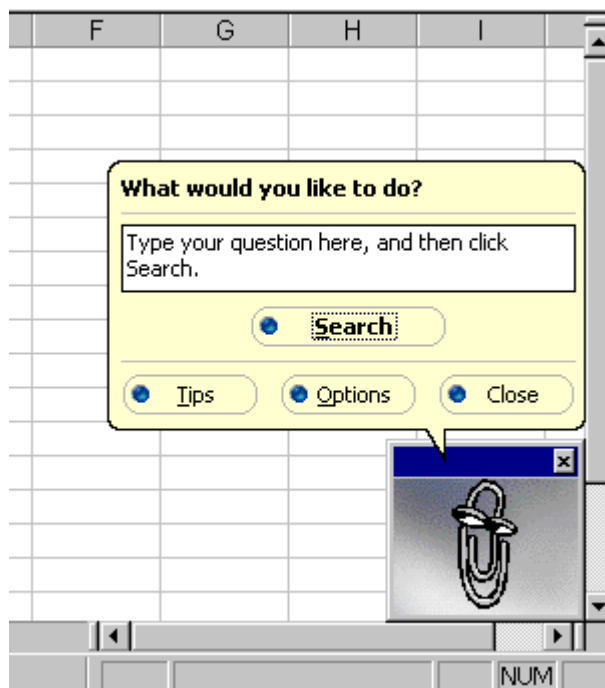 F G H I
What would you like to do?
Type your question here, and then click
Search.
Search
Tips Options Close
NUM